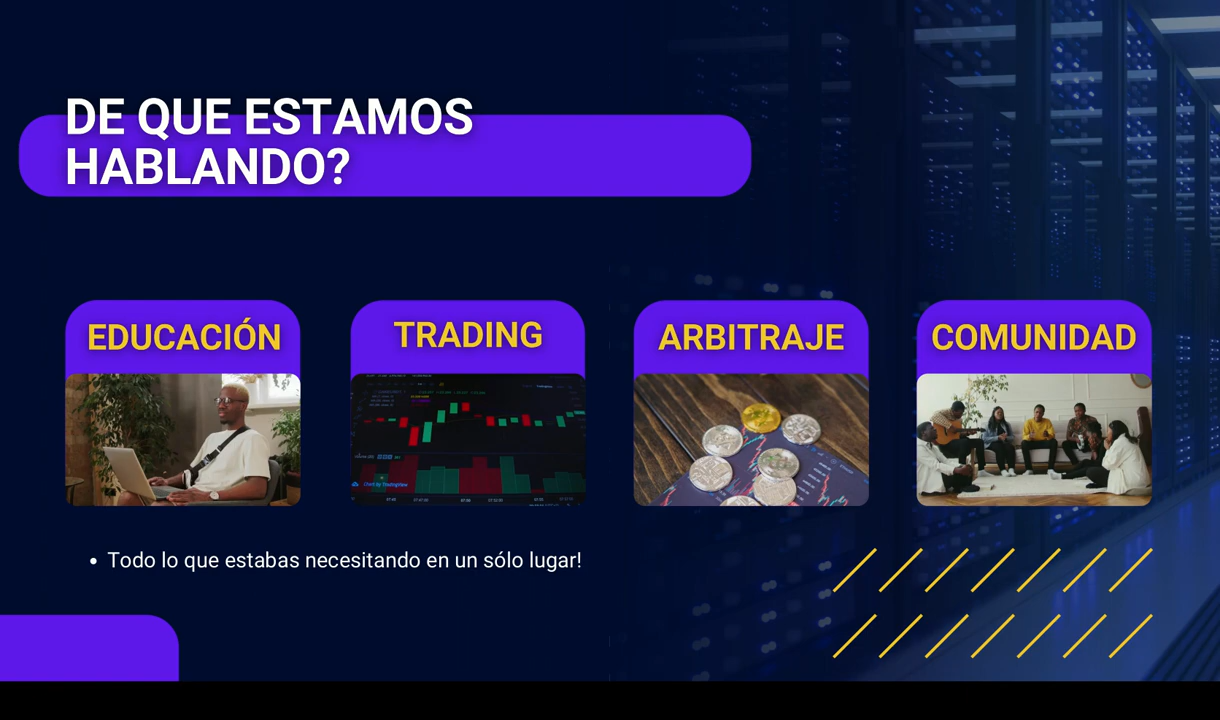 DE QUE ESTAMOS
HABLANDO?
EDUCACIÓN
TRADING
ARBITRAJE
COMUNIDAD
• Todo lo que estabas necesitando en un sólo lugar!